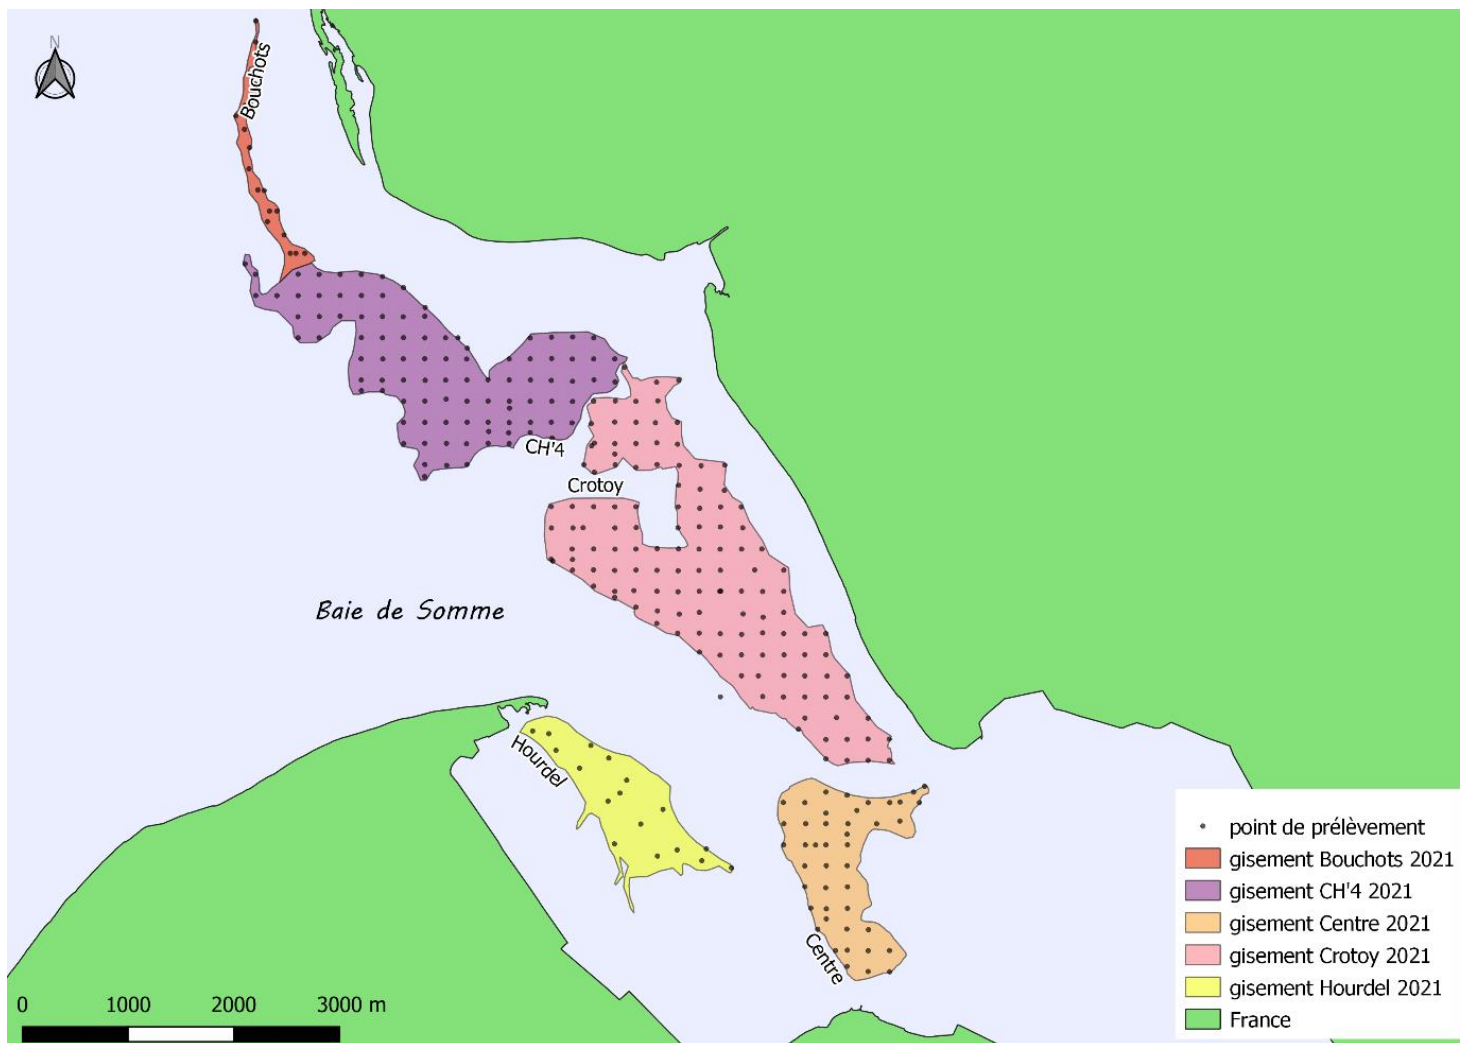 N
Bouchots
CH'4
Crotoy
Baie de Somme
Hourdel
Centre
point de prélèvement
gisement Bouchots 2021
gisement CH'4 2021
gisement Centre 2021
gisement Crotoy 2021
gisement Hourdel 2021
France
0 1000 2000 3000 m